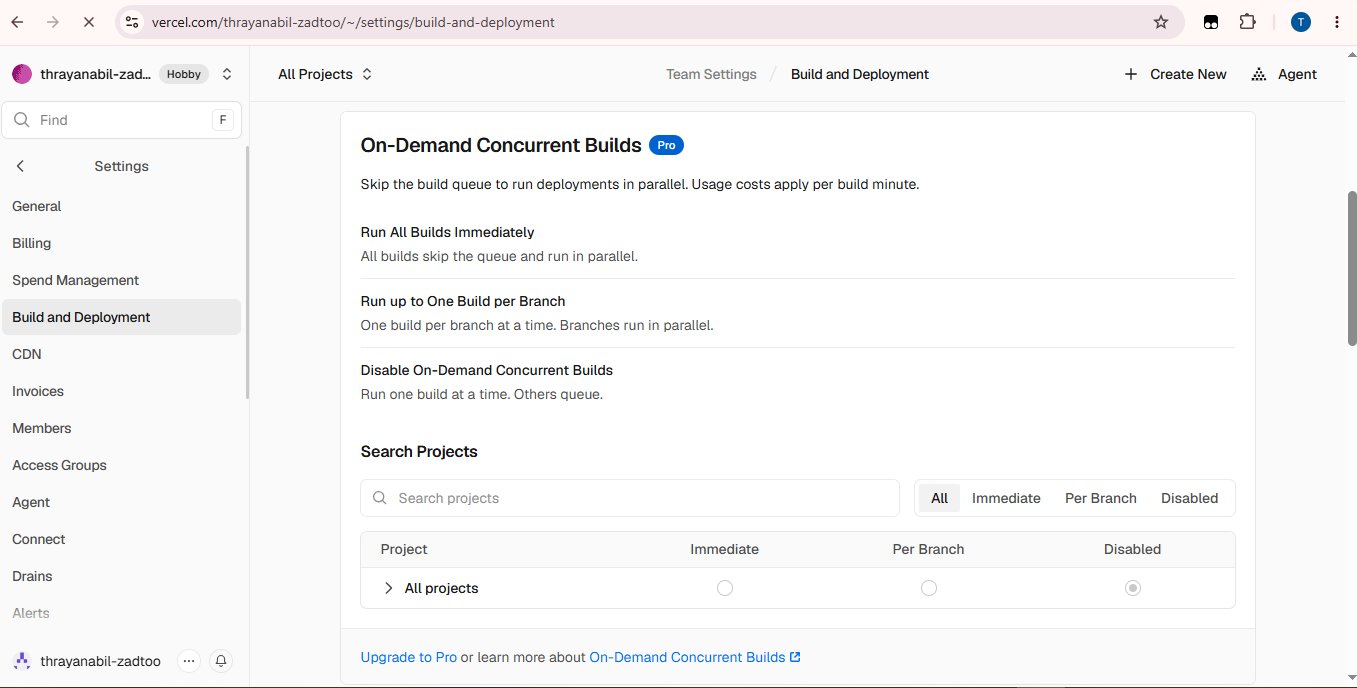 vercel.com/thrayanabil-zadtoo/~/settings/build-and-deployment
T
thrayanabil-zad... Hobby
All Projects
Team Settings / Build and Deployment
+ Create New
Agent
Find F
Settings
General
Billing
Spend Management
Build and Deployment
CDN
Invoices
Members
Access Groups
Agent
Connect
Drains
Alerts
thrayanabil-zadtoo
On-Demand Concurrent Builds Pro
Skip the build queue to run deployments in parallel. Usage costs apply per build minute.
Run All Builds Immediately
All builds skip the queue and run in parallel.
Run up to One Build per Branch
One build per branch at a time. Branches run in parallel.
Disable On-Demand Concurrent Builds
Run one build at a time. Others queue.
Search Projects
Search projects
All Immediate Per Branch Disabled
Project Immediate Per Branch Disabled
All projects
Upgrade to Pro or learn more about On-Demand Concurrent Builds